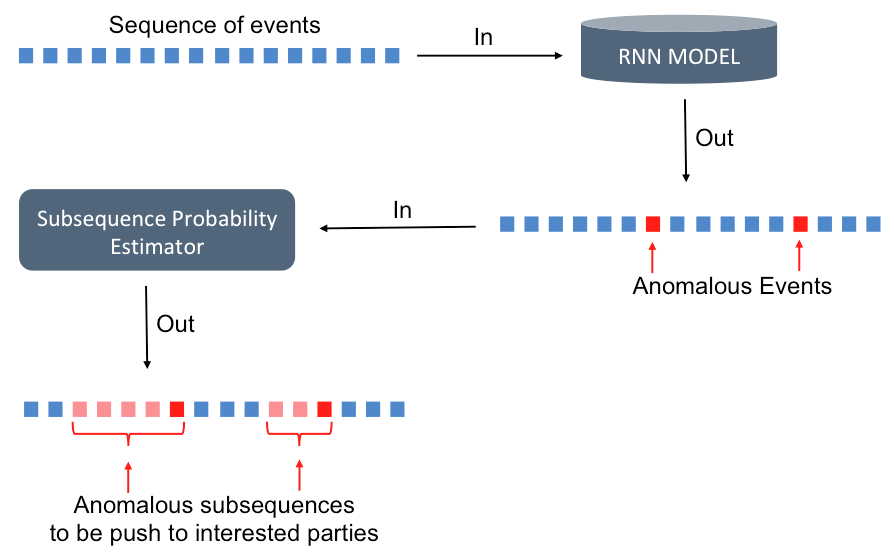 Sequence of events
In
RNN MODEL
Out
Subsequence Probability
Estimator
In
Anomalous Events
Out
Anomalous subsequences
to be push to interested parties